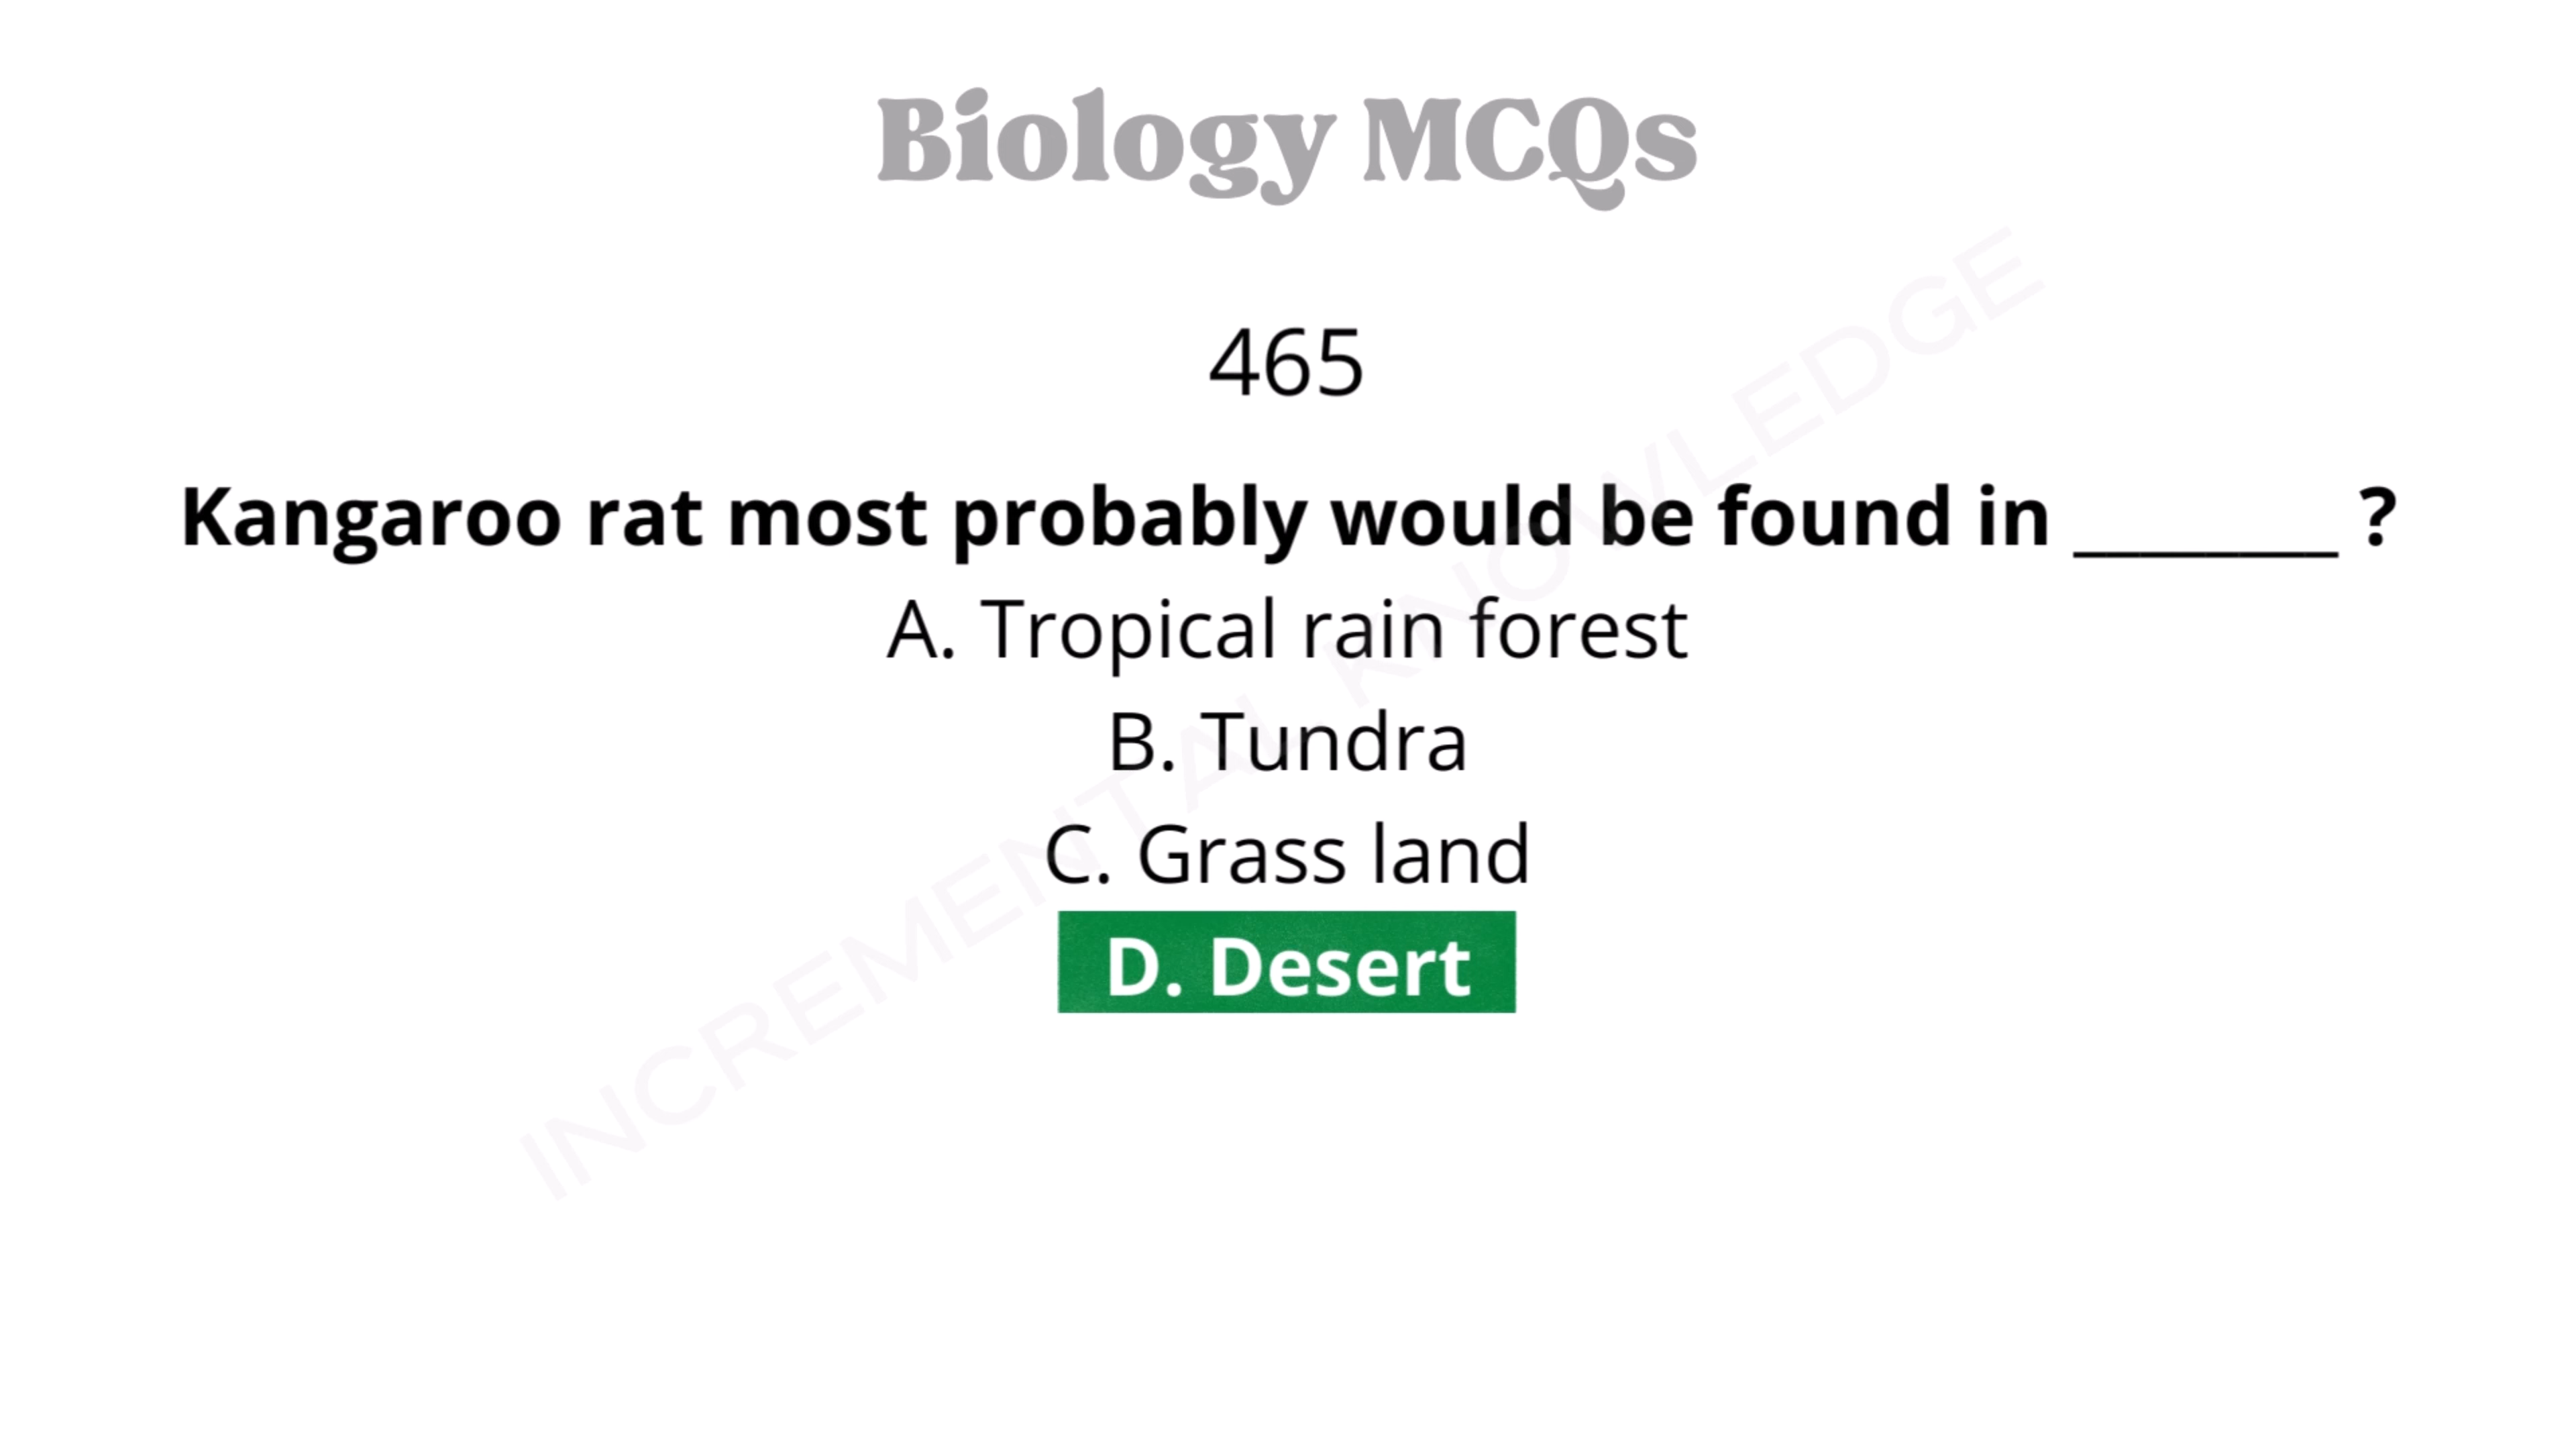 Biology MCQs
465
Kangaroo rat most probably would be found in ________ ?
A. Tropical rain forest
B. Tundra
C. Grass land
D. Desert
INCREMENTAL KNOWLEDGE